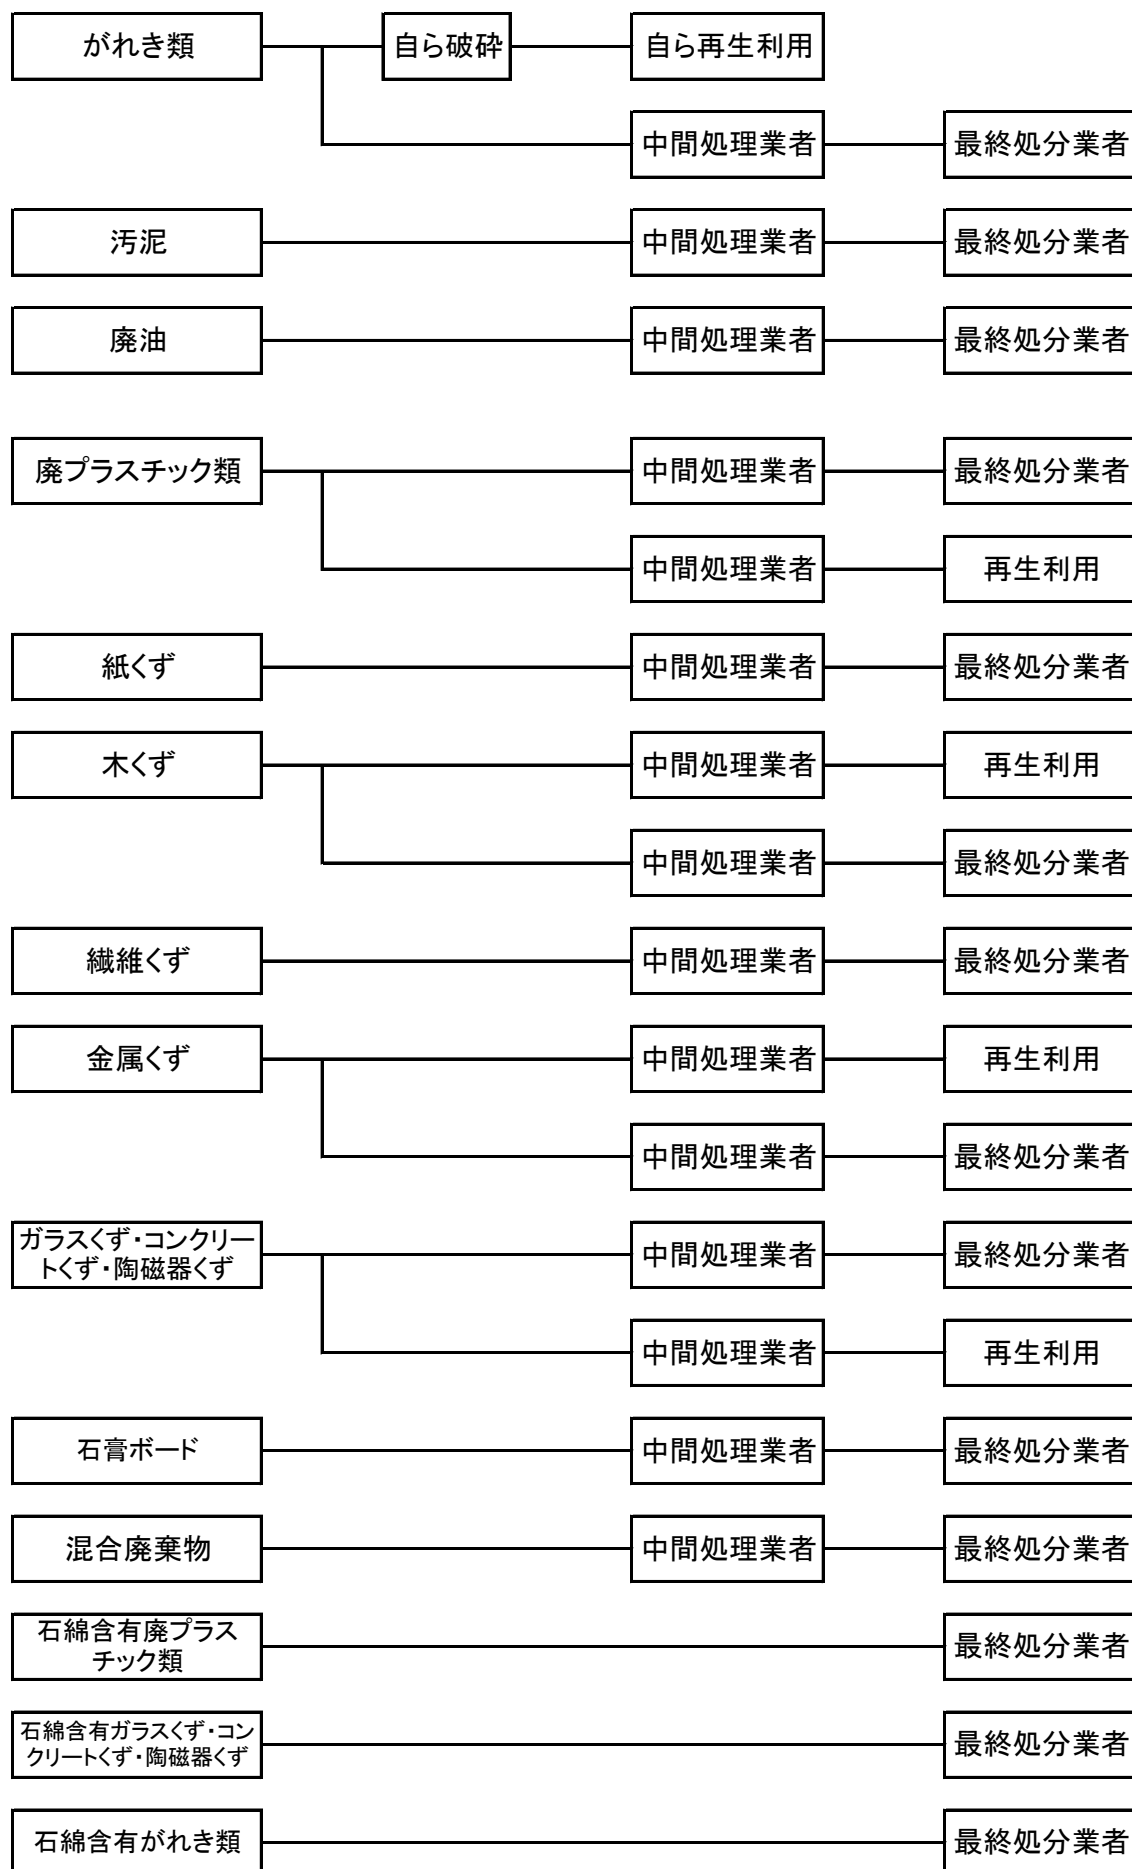 がれき類
自ら破砕
自ら再生利用
中間処理業者
最終処分業者
汚泥
中間処理業者
最終処分業者
廃油
中間処理業者
最終処分業者
廃プラスチック類
中間処理業者
最終処分業者
中間処理業者
再生利用
紙くず
中間処理業者
最終処分業者
木くず
中間処理業者
再生利用
中間処理業者
最終処分業者
繊維くず
中間処理業者
最終処分業者
金属くず
中間処理業者
再生利用
中間処理業者
最終処分業者
ガラスくず・コンクリー
トくず・陶磁器くず
中間処理業者
最終処分業者
中間処理業者
再生利用
石膏ボード
中間処理業者
最終処分業者
混合廃棄物
中間処理業者
最終処分業者
石綿含有廃プラス
チック類
最終処分業者
石綿含有ガラスくず・コン
クリートくず・陶磁器くず
最終処分業者
石綿含有がれき類
最終処分業者